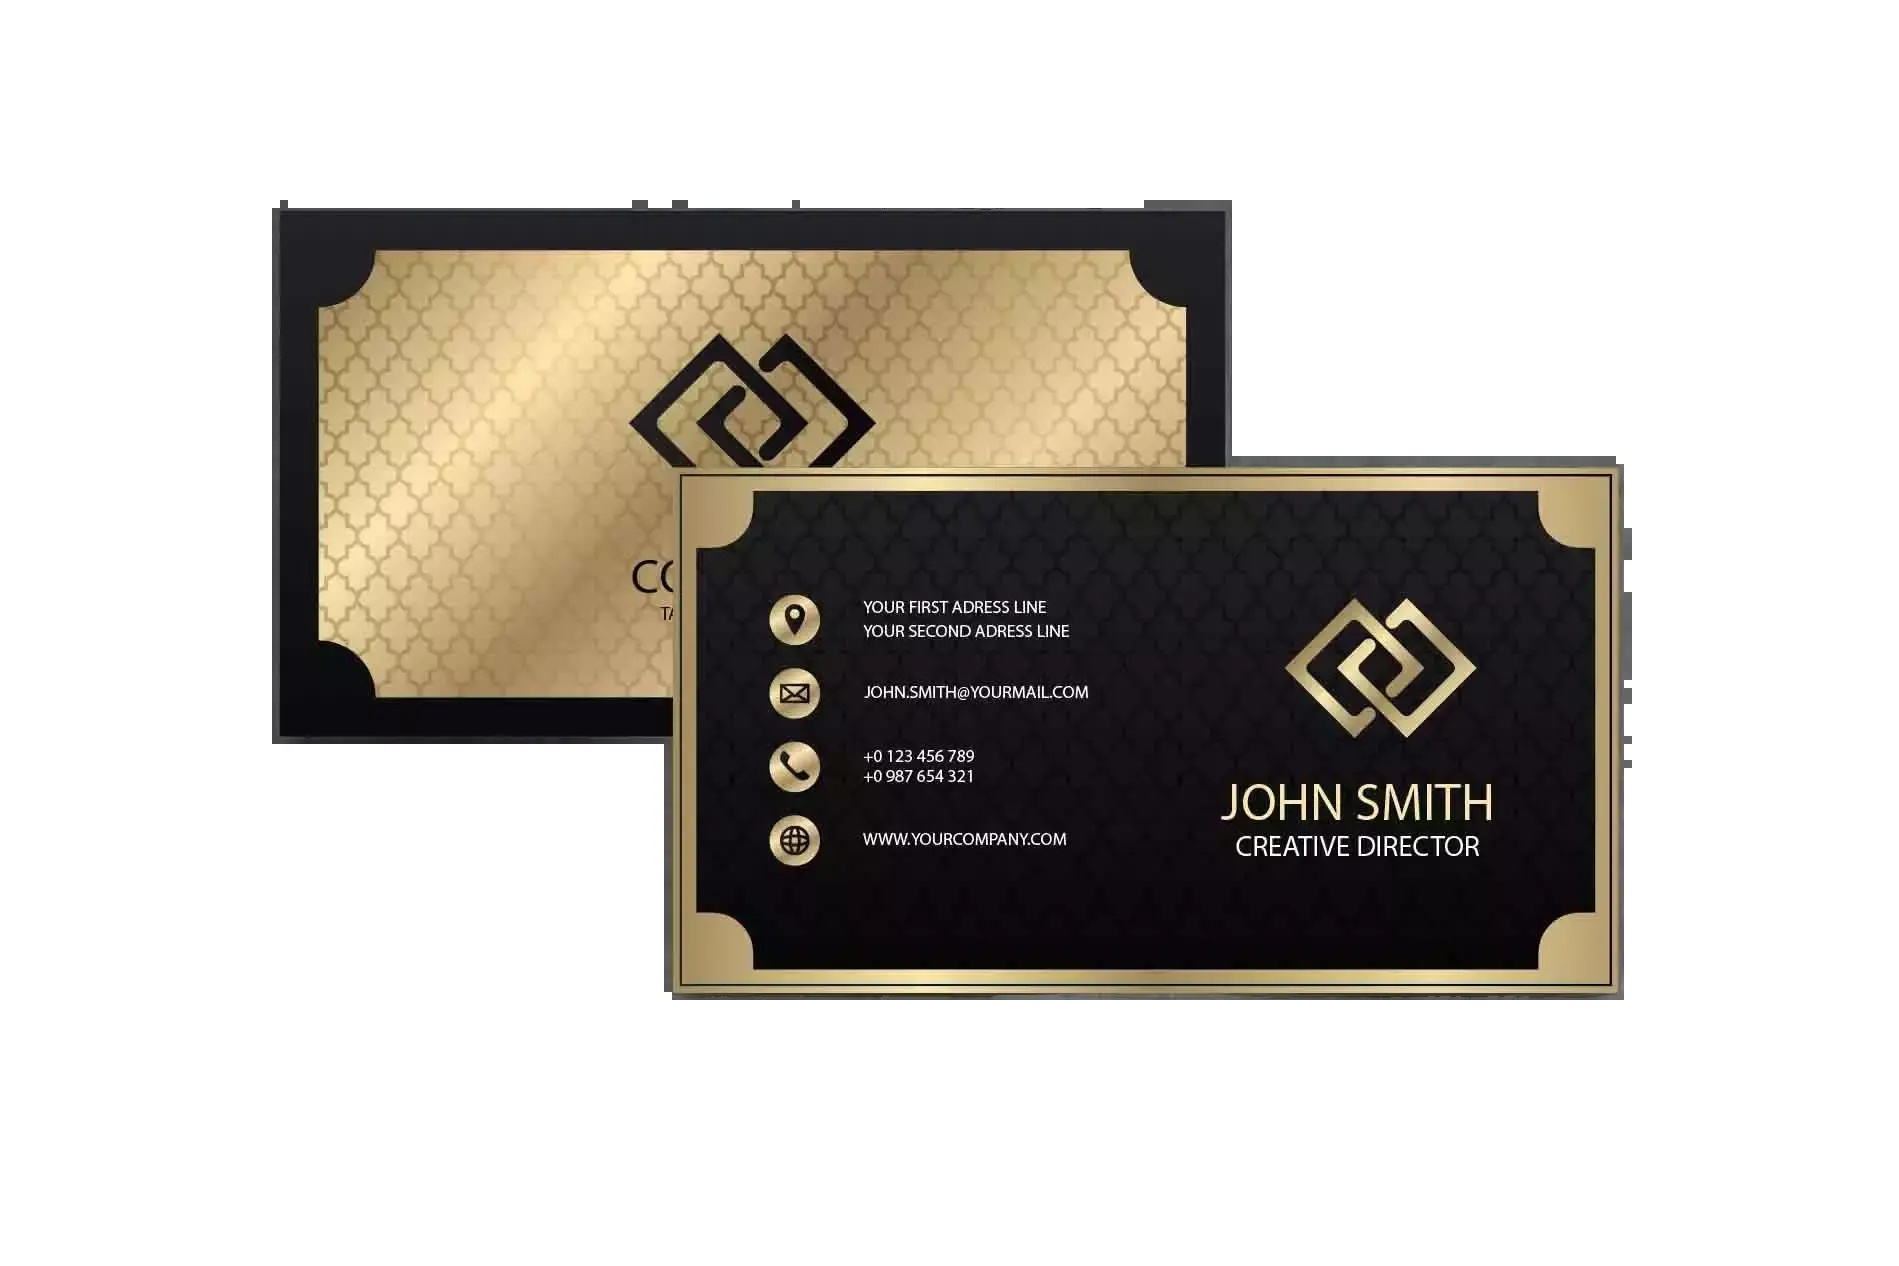 YOUR FIRST ADRESS LINE
YOUR SECOND ADRESS LINE
JOHN.SMITH@YOURMAIL.COM
+0 123 456 789
+0 987 654 321
WWW.YOURCOMPANY.COM
JOHN SMITH
CREATIVE DIRECTOR